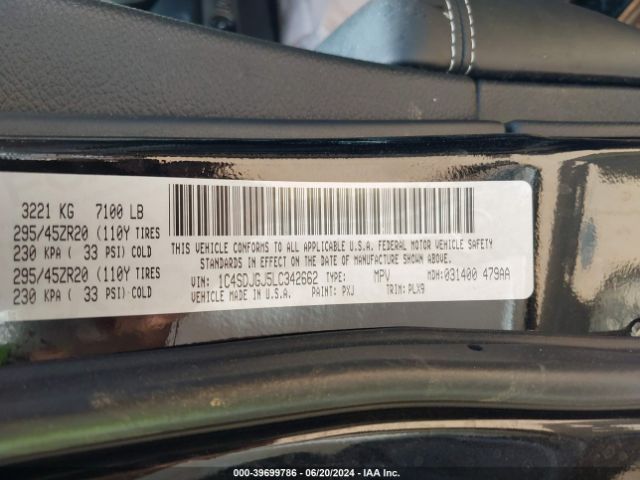 3221 KG 7100 LB
295/45ZR20 (110Y TIRES
230 KPA ( 33 PSI) COLD
295/45ZR20 (110Y TIRES
230 KPA ( 33 PSI) COLD
THIS VEHICLE CONFORMS TO ALL APPLICABLE U.S.A. FEDERAL MOTOR VEHICLE SAFETY
STANDARDS IN EFFECT ON THE DATE OF MANUFACTURE SHOWN ABOVE.
VIN: 1C4SDJGJ5LC342662 TYPE: MPV MDH: 031400 479AA
MADE IN U.S.A. PAINT: PXJ TRIM: PLX9
000-39699786 — 06/20/2024 — IAA Inc.